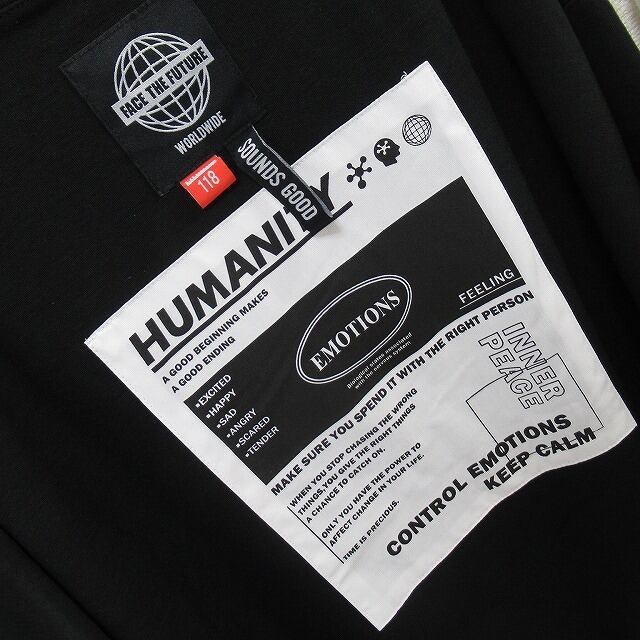 FACE THE FUTURE
WORLDWIDE
118
SOUNDS GOOD
HUMANITY
A GOOD BEGINNING MAKES
A GOOD ENDING
EMOTIONS
FEELING
•EXCITED
•HAPPY
•SAD
•ANGRY
•SCARED
•TENDER
MAKE SURE YOU SPEND IT WITH THE RIGHT PERSON
WHEN YOU STOP CHASING THE WRONG
THINGS YOU GIVE THE RIGHT THINGS
A CHANCE TO CATCH ON.
ONLY YOU HAVE THE POWER TO
AFFECT CHANGE IN YOUR LIFE.
TIME IS PRECIOUS.
INNER
PEACE
CONTROL EMOTIONS
KEEP CALM